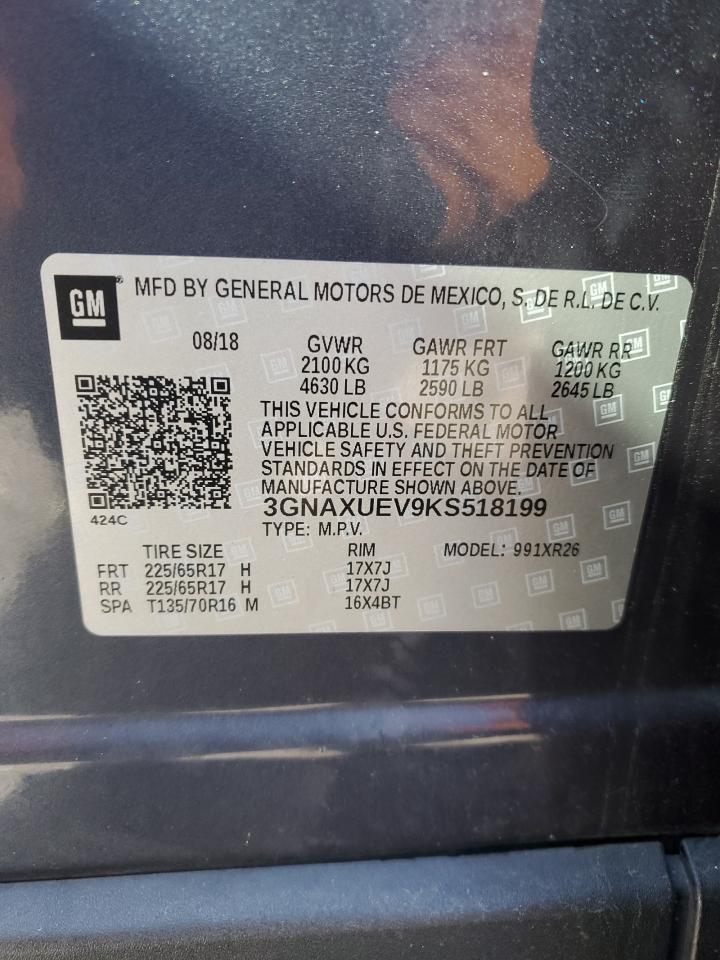 GM ® MFD BY GENERAL MOTORS DE MEXICO, S. DE R.L. DE C.V.
08/18 GVWR GAWR FRT GAWR RR
2100 KG 1175 KG 1200 KG
4630 LB 2590 LB 2645 LB
THIS VEHICLE CONFORMS TO ALL
APPLICABLE U.S. FEDERAL MOTOR
VEHICLE SAFETY AND THEFT PREVENTION
STANDARDS IN EFFECT ON THE DATE OF
MANUFACTURE SHOWN ABOVE.
3GNAXUEV9KS518199
424C
TYPE: M.P.V.
TIRE SIZE RIM MODEL: 991XR26
FRT 225/65R17 H 17X7J
RR 225/65R17 H 17X7J
SPA T135/70R16 M 16X4BT